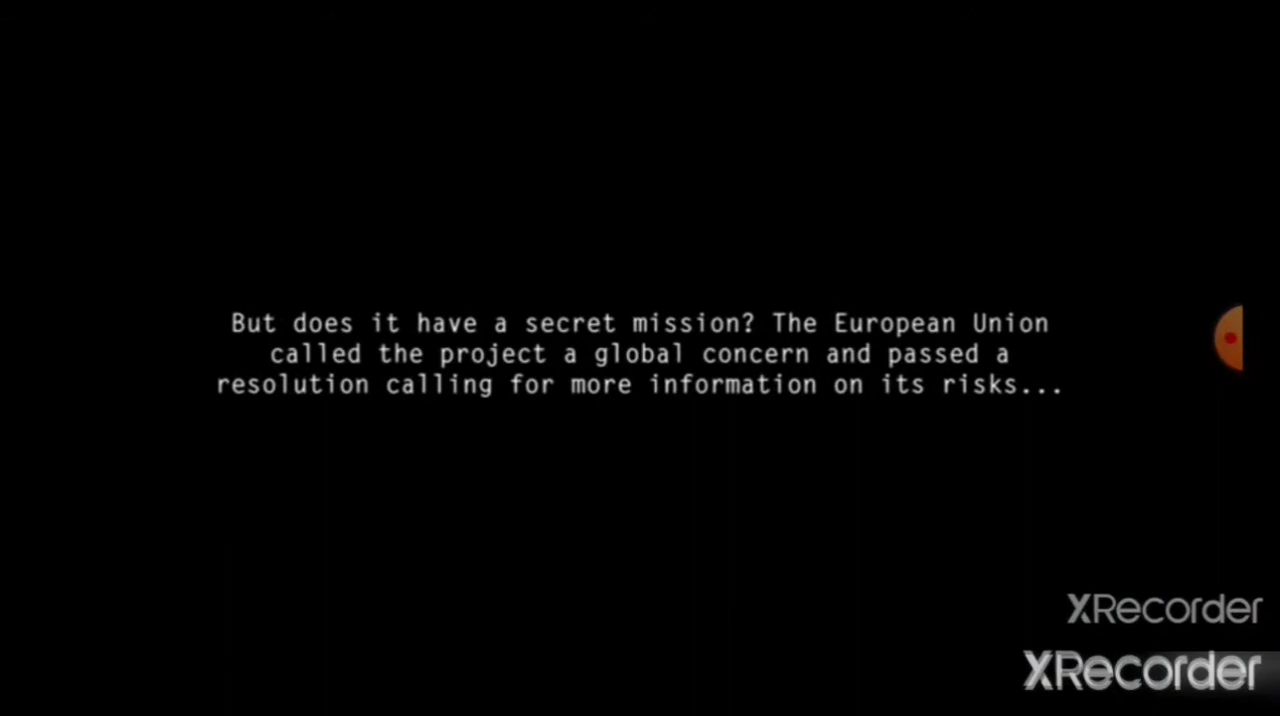 But does it have a secret mission? The European Union
called the project a global concern and passed a
resolution calling for more information on its risks...
XRecorder
XRecorder